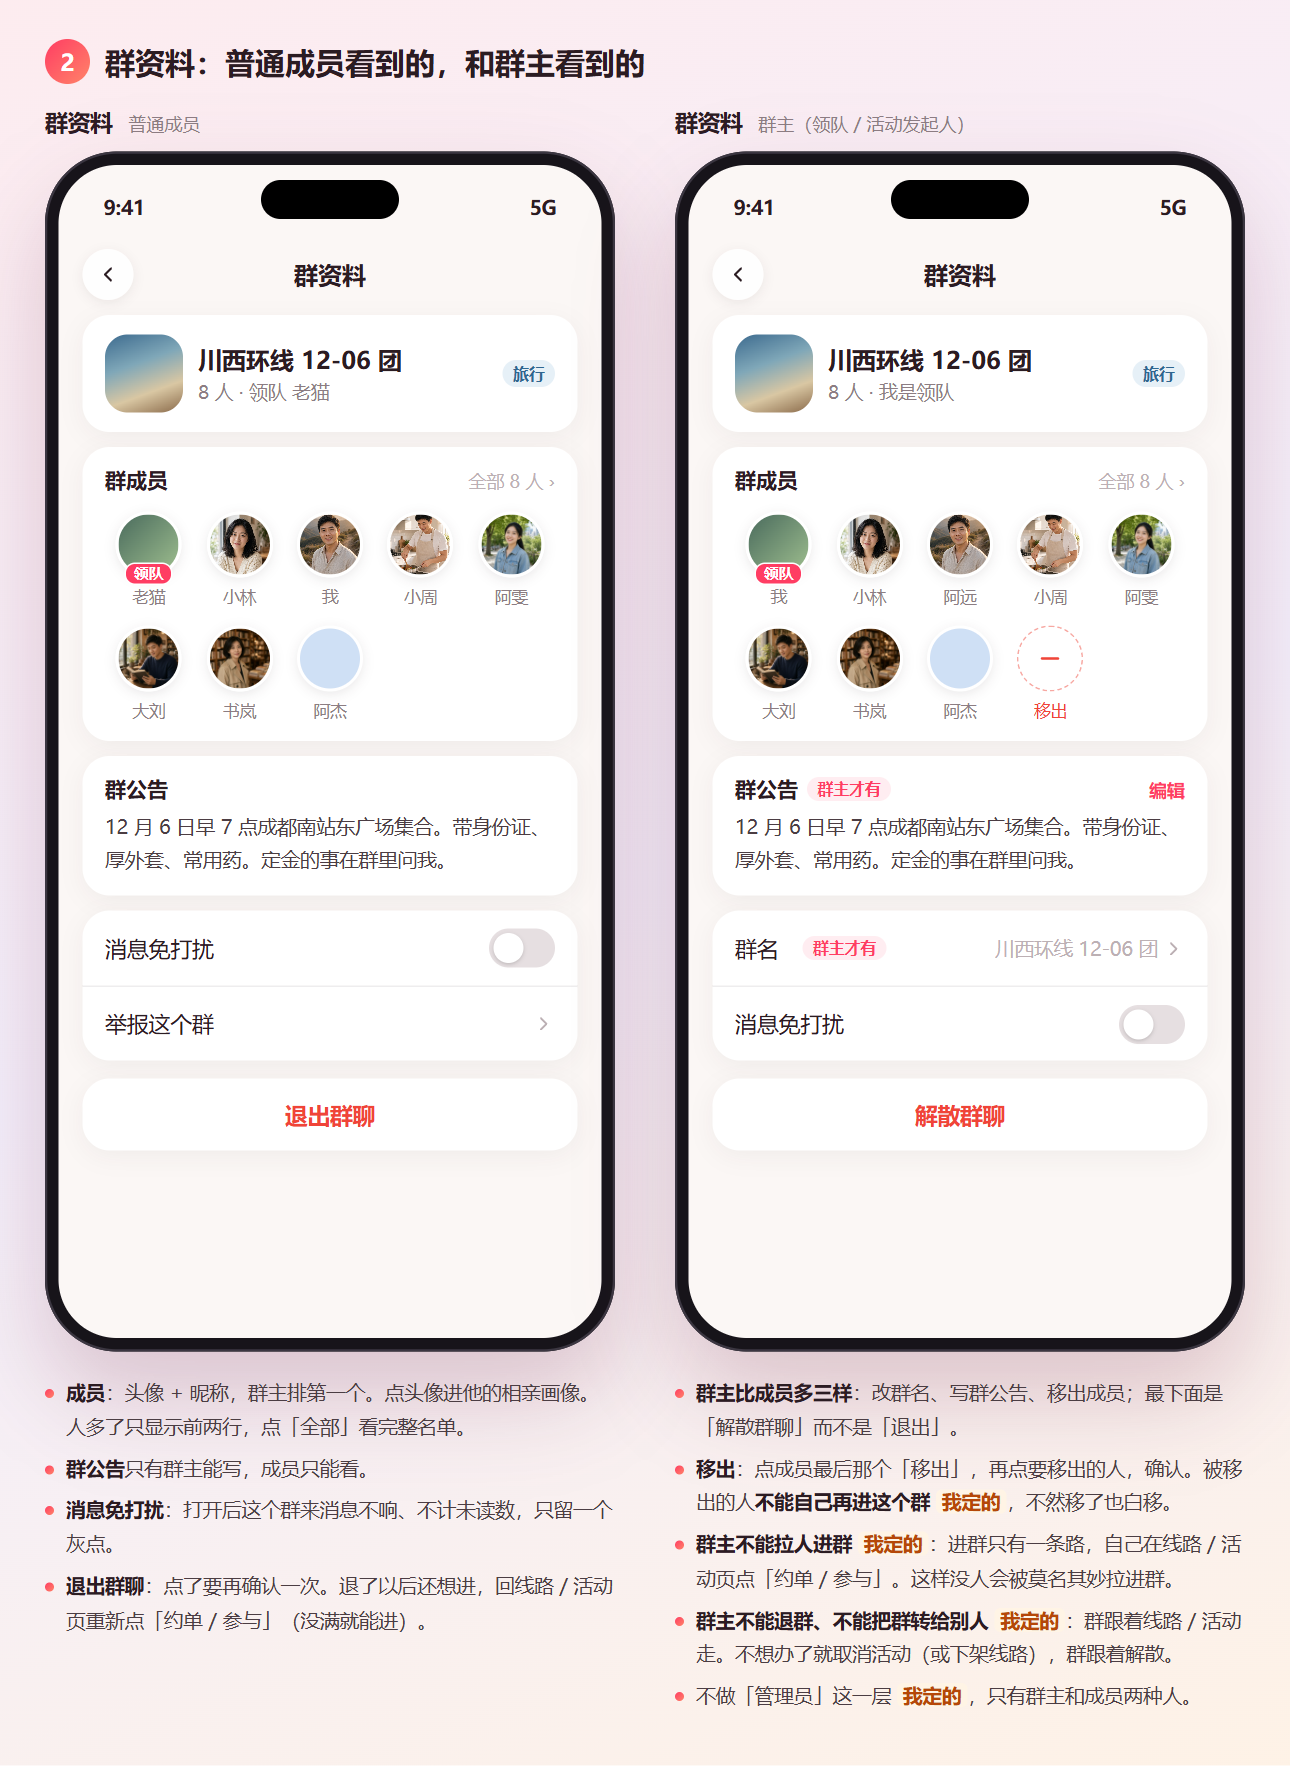 2 群资料：普通成员看到的，和群主看到的
群资料 普通成员
9:41 5G
群资料
川西环线 12-06 团
8 人 · 领队 老猫
旅行
群成员 全部 8 人 ›
领队
老猫 小林 我 小周 阿雯
大刘 书岚 阿杰
群公告
12 月 6 日早 7 点成都南站东广场集合。带身份证、
厚外套、常用药。定金的事在群里问我。
消息免打扰
举报这个群
退出群聊
成员：头像 + 昵称，群主排第一个。点头像进他的相亲画像。
人多了只显示前两行，点「全部」看完整名单。
群公告只有群主能写，成员只能看。
消息免打扰：打开后这个群来消息不响、不计未读数，只留一个
灰点。
退出群聊：点了要再确认一次。退了以后还想进，回线路 / 活动
页重新点「约单 / 参与」（没满就能进）。
群资料 群主（领队 / 活动发起人）
9:41 5G
群资料
川西环线 12-06 团
8 人 · 我是领队
旅行
群成员 全部 8 人 ›
领队
我 小林 阿远 小周 阿雯
大刘 书岚 阿杰 移出
群公告 群主才有 编辑
12 月 6 日早 7 点成都南站东广场集合。带身份证、
厚外套、常用药。定金的事在群里问我。
群名 群主才有 川西环线 12-06 团
消息免打扰
解散群聊
群主比成员多三样：改群名、写群公告、移出成员；最下面是
「解散群聊」而不是「退出」。
移出：点成员最后那个「移出」，再点要移出的人，确认。被移
出的人不能自己再进这个群 我定的 ，不然移了也白移。
群主不能拉人进群 我定的 ：进群只有一条路，自己在线路 / 活
动页点「约单 / 参与」。这样没人会被莫名其妙拉进群。
群主不能退群、不能把群转给别人 我定的 ：群跟着线路 / 活动
走。不想办了就取消活动（或下架线路），群跟着解散。
不做「管理员」这一层 我定的 ，只有群主和成员两种人。